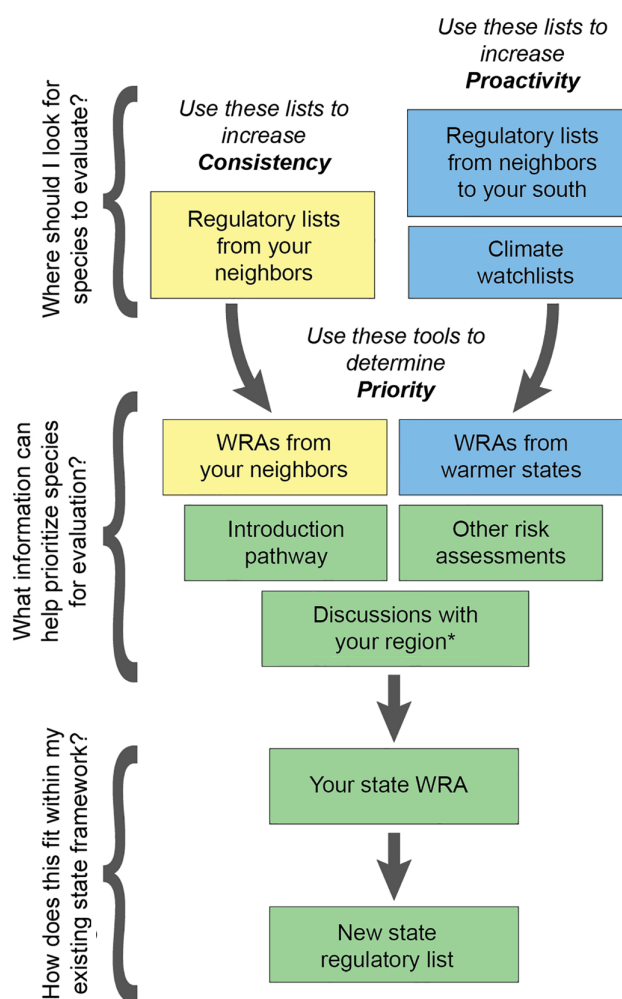 Where should I look for
species to evaluate?
Use these lists to
increase
Consistency
Regulatory lists
from your
neighbors
Use these lists to
increase
Proactivity
Regulatory lists
from neighbors
to your south
Climate
watchlists
Use these tools to
determine
Priority
What information can
help prioritize species
for evaluation?
WRAs from
your neighbors
WRAs from
warmer states
Introduction
pathway
Other risk
assessments
Discussions with
your region*
How does this fit within my
existing state framework?
Your state WRA
New state
regulatory list